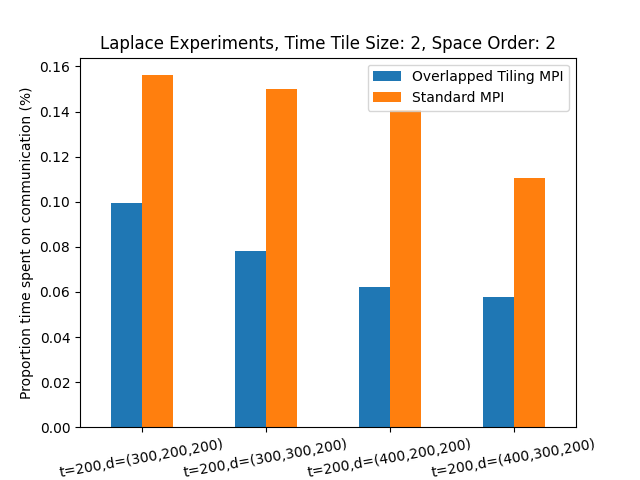 Laplace Experiments, Time Tile Size: 2, Space Order: 2
Overlapped Tiling MPI
Standard MPI
Proportion time spent on communication (%)
0.16
0.14
0.12
0.10
0.08
0.06
0.04
0.02
0.00
t=200,d=(300,200,200)
t=200,d=(300,300,200)
t=200,d=(400,200,200)
t=200,d=(400,300,200)